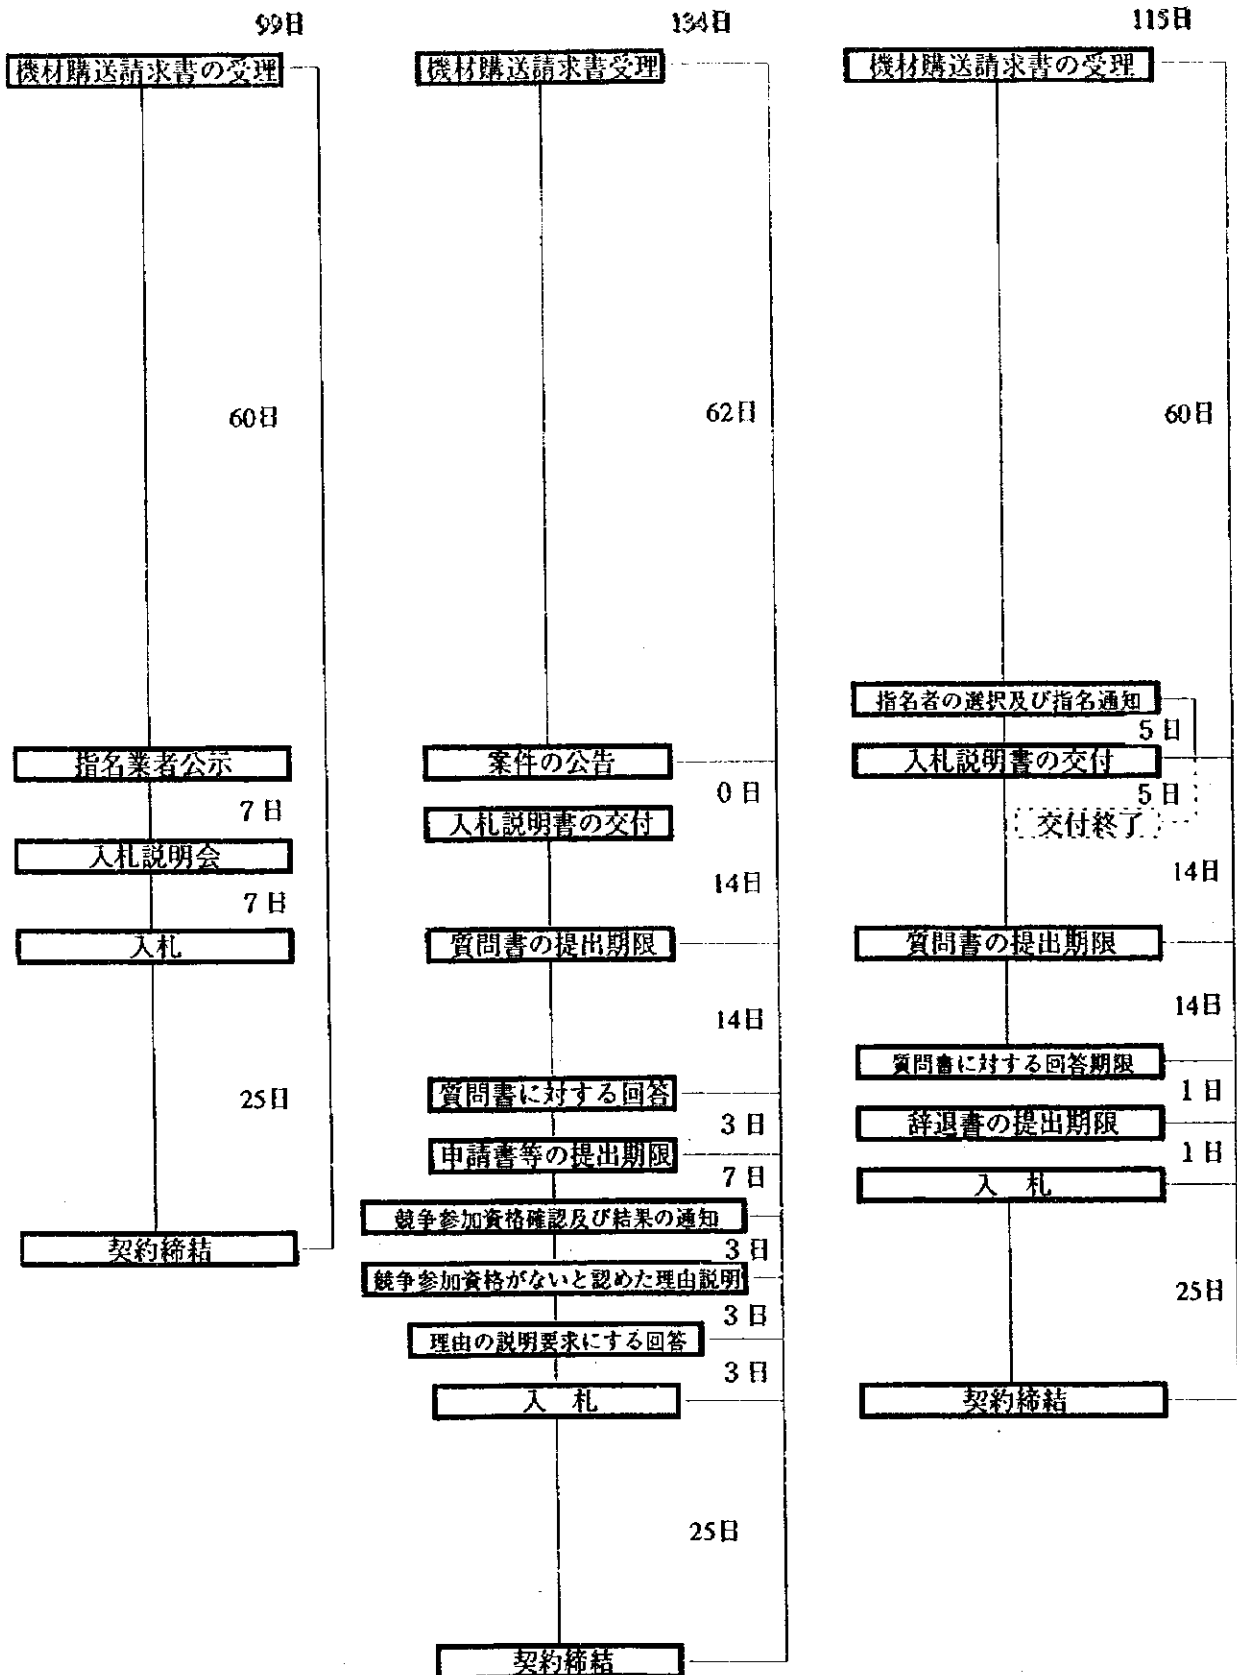 99日
機材購送請求書の受理
60日
指名業者公示
7日
入札説明会
7日
入札
25日
契約締結
134日
機材購送請求書受理
62日
案件の公告
0日
入札説明書の交付
14日
質問書の提出期限
14日
質問書に対する回答
3日
申請書等の提出期限
7日
競争参加資格確認及び結果の通知
3日
競争参加資格がないと認めた理由説明
3日
理由の説明要求にする回答
3日
入札
25日
契約締結
115日
機材購送請求書の受理
60日
指名者の選択及び指名通知
5日
入札説明書の交付
5日
交付終了
14日
質問書の提出期限
14日
質問書に対する回答期限
1日
辞退書の提出期限
1日
入札
25日
契約締結